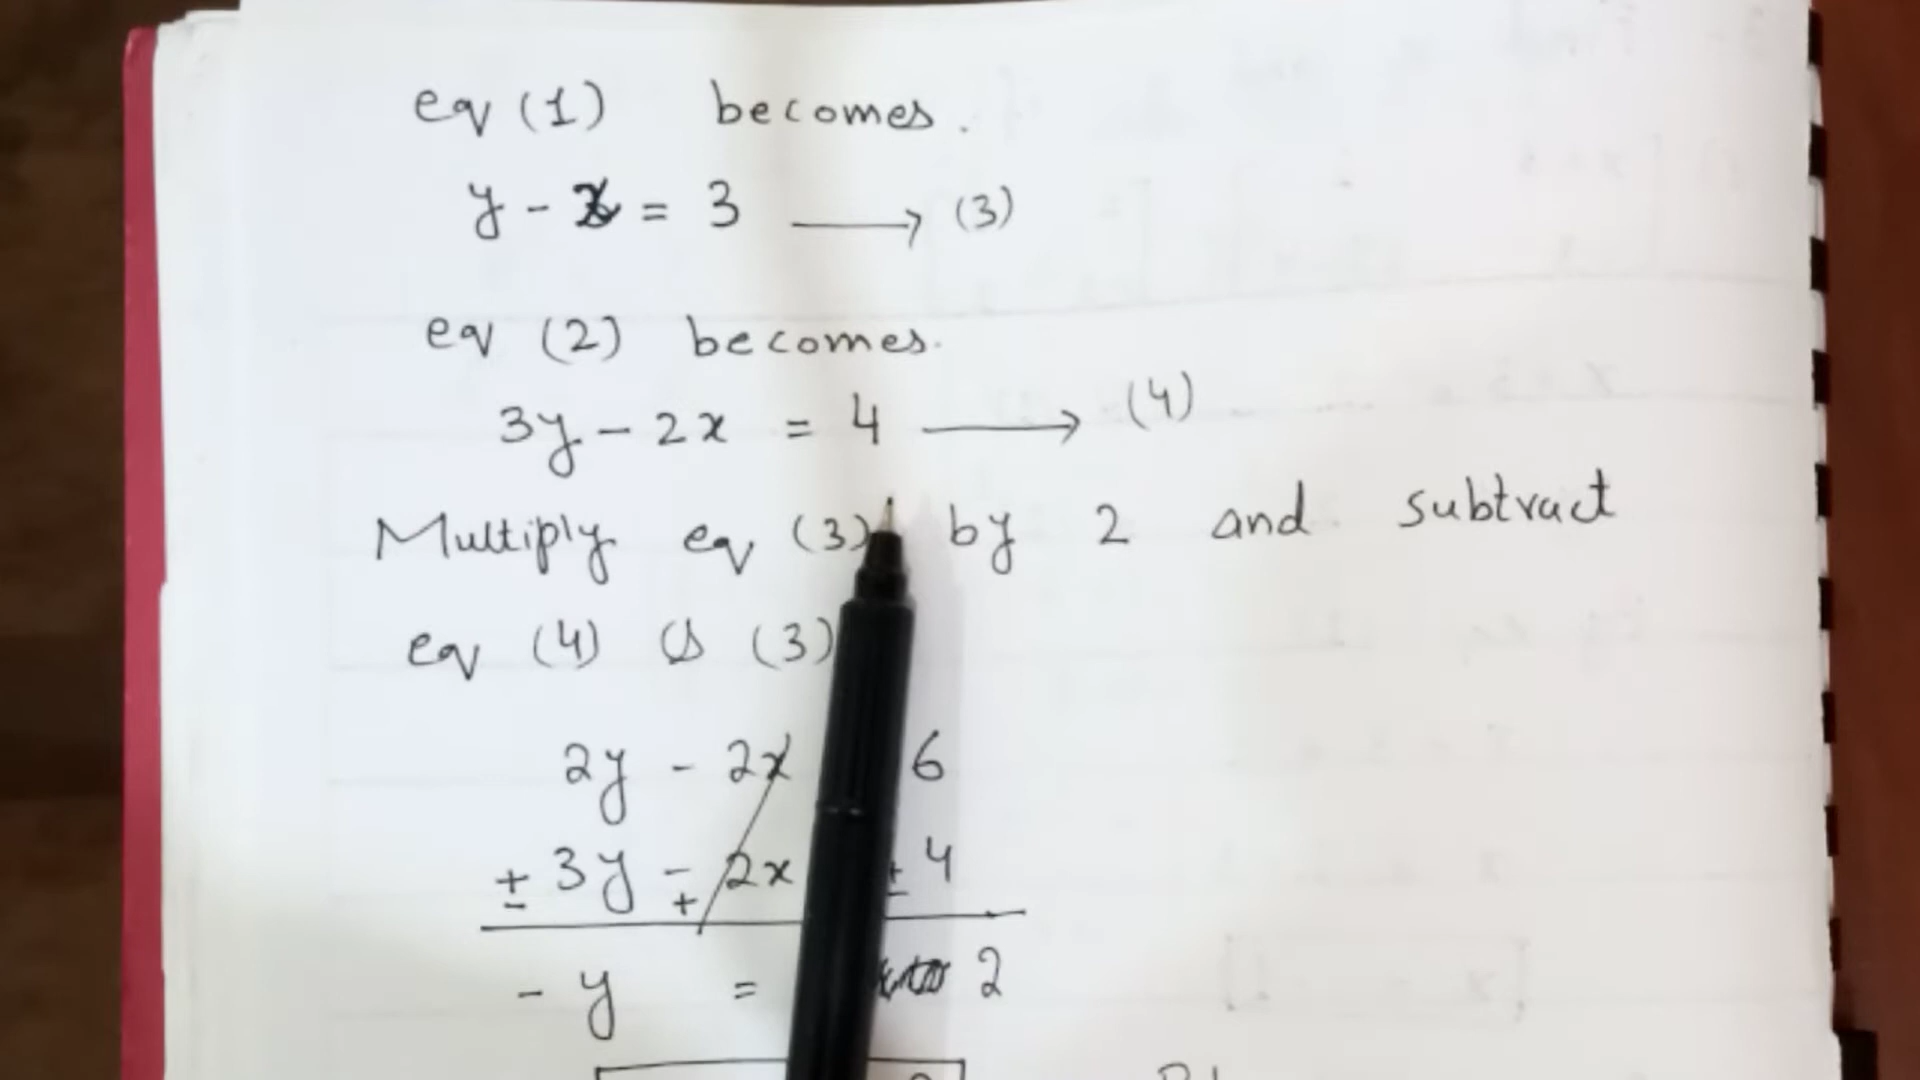 eq (1) becomes.
y - x = 3 ⟶ (3)
eq (2) becomes.
3y - 2x = 4 ⟶ (4)
Multiply eq (3) by 2 and subtract
eq (4) & (3)
2y - 2x 6
± 3y ∓ 2x ± 4
- y = 2